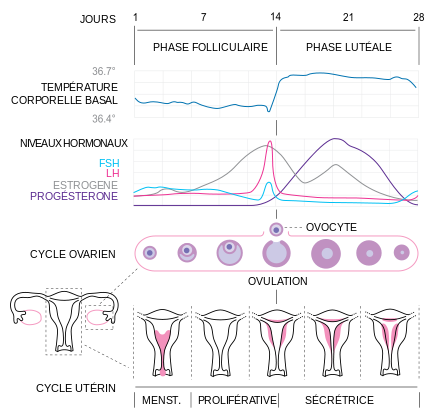 JOURS 1 7 14 21 28
PHASE FOLLICULAIRE PHASE LUTÉALE
36.7°
TEMPÉRATURE
CORPORELLE BASAL
36.4°
NIVEAUX HORMONAUX
FSH
LH
ESTROGENE
PROGÈSTERONE
OVOCYTE
CYCLE OVARIEN
OVULATION
CYCLE UTÉRIN
MENST. PROLIFÉRATIVE SÉCRÉTRICE